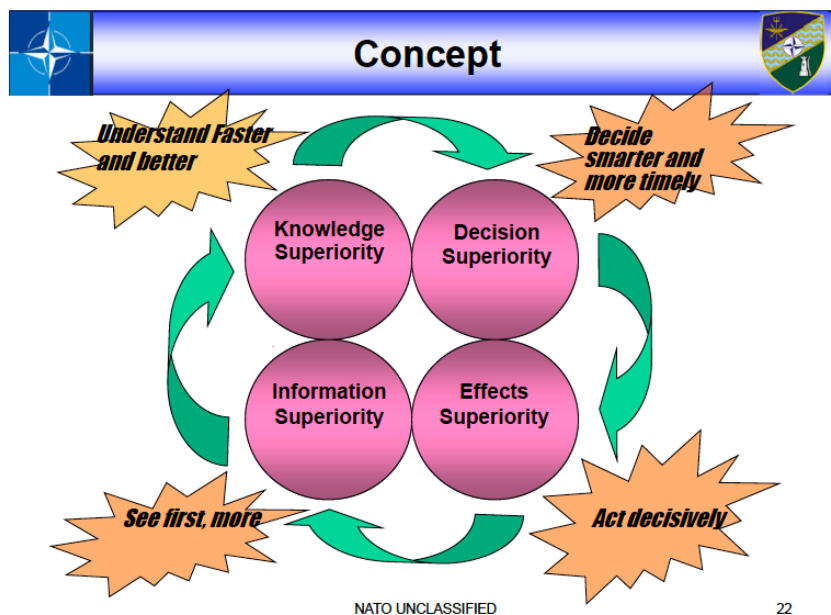 Concept
Understand Faster
and better
Decide
smarter and
more timely
Knowledge
Superiority
Decision
Superiority
Information
Superiority
Effects
Superiority
See first, more
Act decisively
NATO UNCLASSIFIED
22